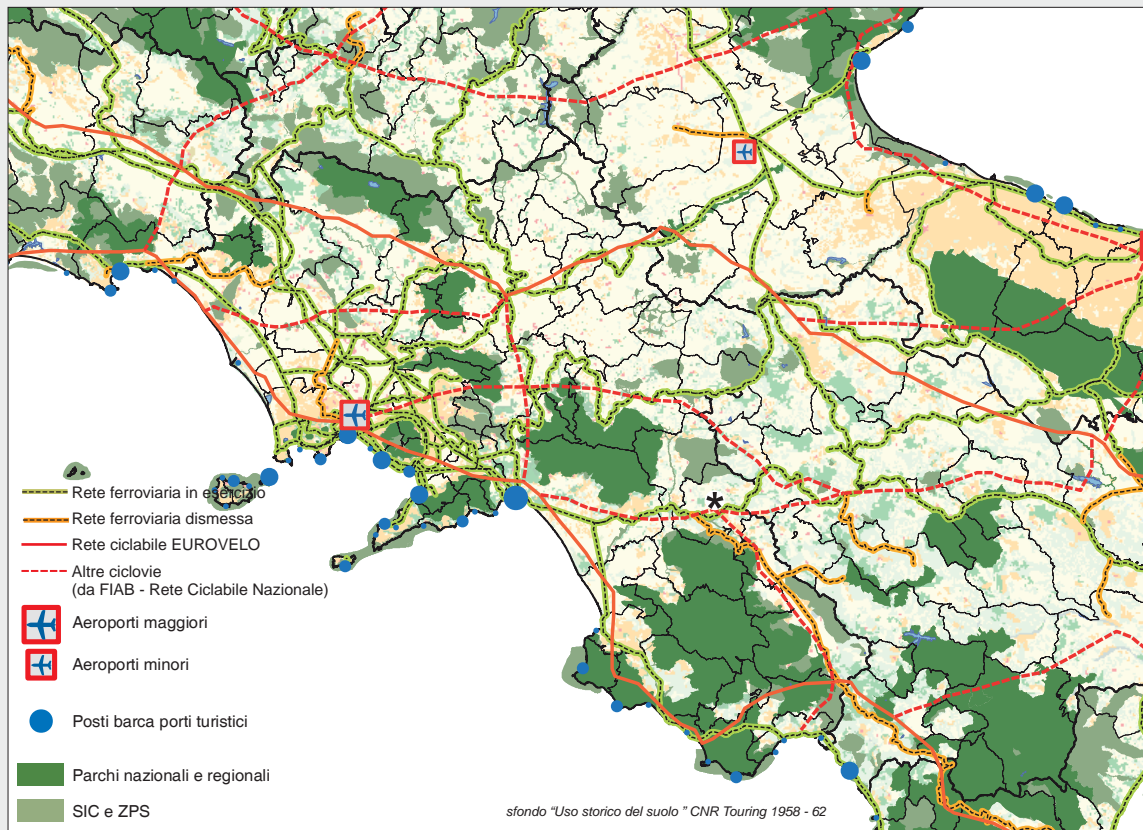 Rete ferroviaria in esercizio
Rete ferroviaria dismessa
Rete ciclabile EUROVELO
Altre ciclovie
(da FIAB - Rete Ciclabile Nazionale)
Aeroporti maggiori
Aeroporti minori
Posti barca porti turistici
Parchi nazionali e regionali
SIC e ZPS
sfondo “Uso storico del suolo ” CNR Touring 1958 - 62
*